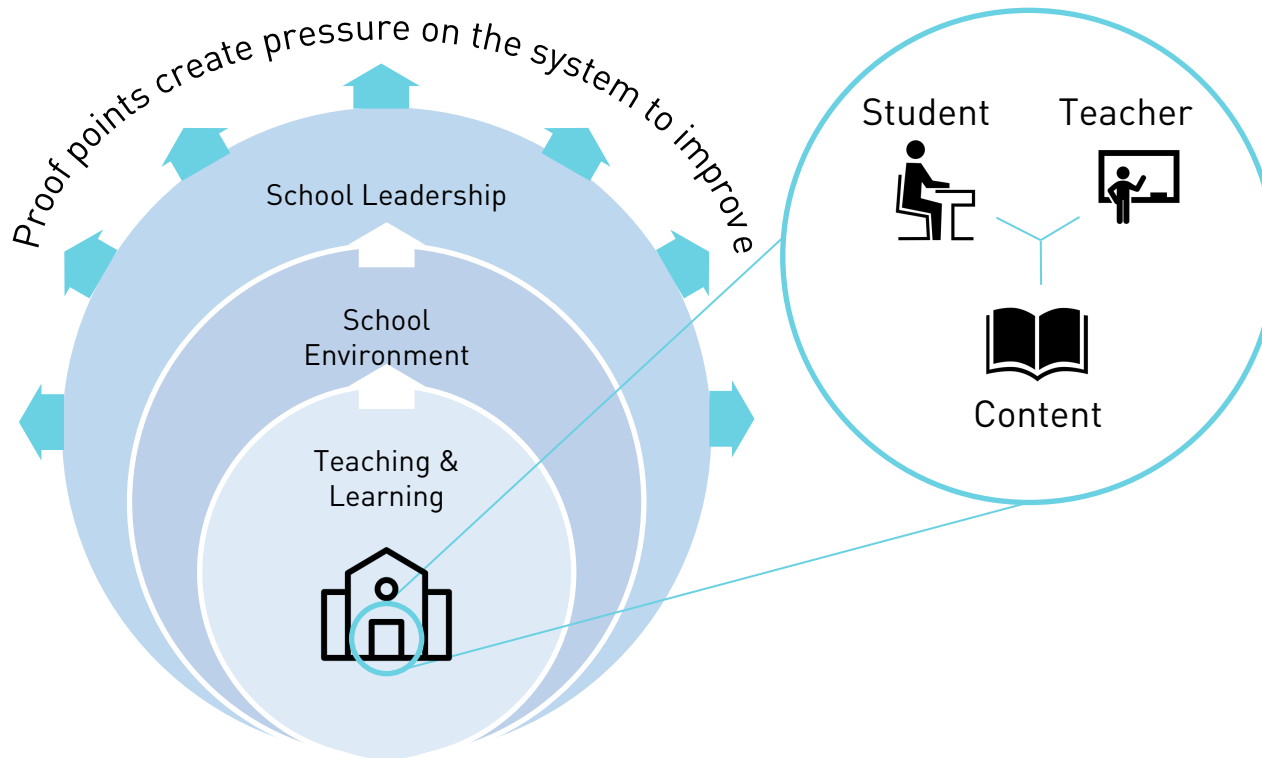 Proof points create pressure on the system to improve
School Leadership
School
Environment
Teaching &
Learning
Student
Teacher
Content